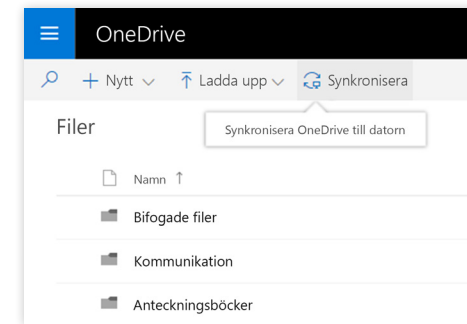 OneDrive
Nytt Ladda upp Synkronisera
Synkronisera OneDrive till datorn
Filer
Namn ↑
Bifogade filer
Kommunikation
Anteckningsböcker